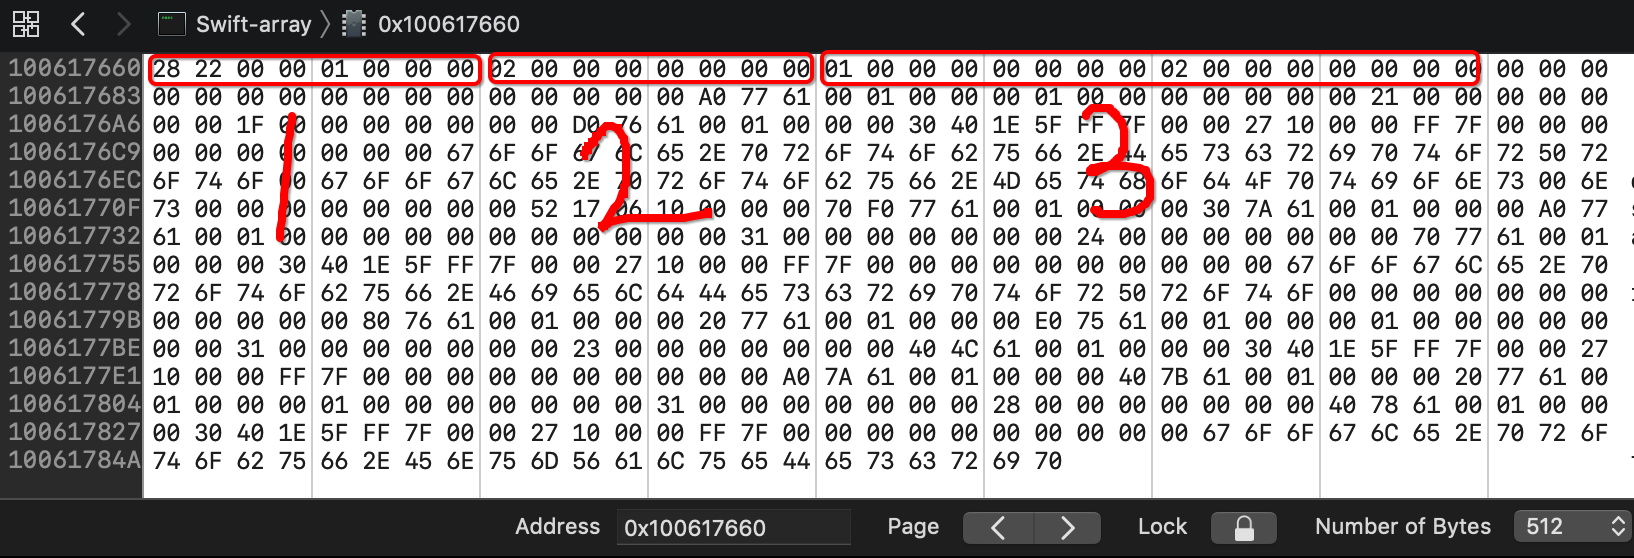 Swift-array 0x100617660
100617660 28 22 00 00 01 00 00 00 02 00 00 00 00 00 00 00 01 00 00 00 00 00 00 00 02 00 00 00 00 00 00 00 00 00 00
100617683 00 00 00 00 00 00 00 00 00 00 00 00 00 A0 77 61 00 01 00 00 00 01 00 00 00 00 00 00 00 21 00 00 00 00 00
1006176A6 00 00 1F 00 00 00 00 00 00 00 D0 76 61 00 01 00 00 00 30 40 1E 5F FF 7F 00 00 27 10 00 00 FF 7F 00 00 00
1006176C9 00 00 00 00 00 00 00 67 6F 6F 67 6C 65 2E 70 72 6F 74 6F 62 75 66 2E 44 65 73 63 72 69 70 74 6F 72 50 72
1006176EC 6F 74 6F 00 67 6F 6F 67 6C 65 2E 70 72 6F 74 6F 62 75 66 2E 4D 65 74 68 6F 64 4F 70 74 69 6F 6E 73 00 6E
10061770F 73 00 00 00 00 00 00 00 00 52 17 06 10 00 00 00 70 F0 77 61 00 01 00 00 00 30 7A 61 00 01 00 00 00 A0 77
100617732 61 00 01 00 00 00 00 00 00 00 00 00 00 00 31 00 00 00 00 00 00 00 24 00 00 00 00 00 00 00 70 77 61 00 01
100617755 00 00 00 30 40 1E 5F FF 7F 00 00 27 10 00 00 FF 7F 00 00 00 00 00 00 00 00 00 00 67 6F 6F 67 6C 65 2E 70
100617778 72 6F 74 6F 62 75 66 2E 46 69 65 6C 64 44 65 73 63 72 69 70 74 6F 72 50 72 6F 74 6F 00 00 00 00 00 00 00
10061779B 00 00 00 00 00 80 76 61 00 01 00 00 00 20 77 61 00 01 00 00 00 E0 75 61 00 01 00 00 00 01 00 00 00 00 00
1006177BE 00 00 31 00 00 00 00 00 00 00 23 00 00 00 00 00 00 00 40 4C 61 00 01 00 00 00 30 40 1E 5F FF 7F 00 00 27
1006177E1 10 00 00 FF 7F 00 00 00 00 00 00 00 00 00 00 A0 7A 61 00 01 00 00 00 40 7B 61 00 01 00 00 00 20 77 61 00
100617804 01 00 00 00 01 00 00 00 00 00 00 00 31 00 00 00 00 00 00 00 28 00 00 00 00 00 00 00 40 78 61 00 01 00 00
100617827 00 30 40 1E 5F FF 7F 00 00 27 10 00 00 FF 7F 00 00 00 00 00 00 00 00 00 00 67 6F 6F 67 6C 65 2E 70 72 6F
10061784A 74 6F 62 75 66 2E 45 6E 75 6D 56 61 6C 75 65 44 65 73 63 72 69 70
1 2 3
Address 0x100617660 Page Lock Number of Bytes 512